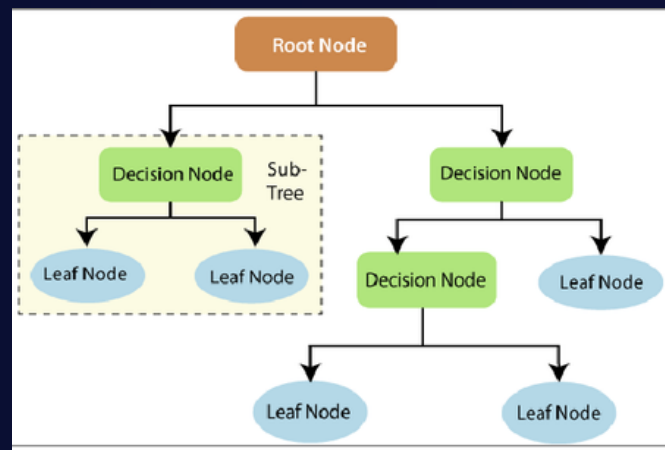 Root Node
Decision Node
Sub-
Tree
Decision Node
Leaf Node
Leaf Node
Decision Node
Leaf Node
Leaf Node
Leaf Node